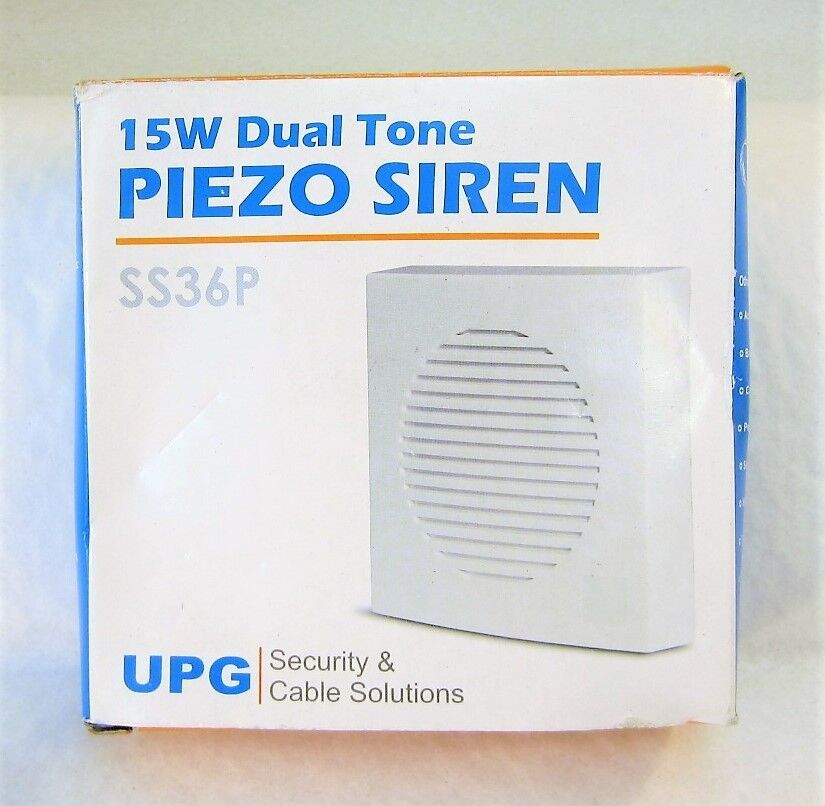 15W Dual Tone
PIEZO SIREN
SS36P
UPG
Security &
Cable Solutions